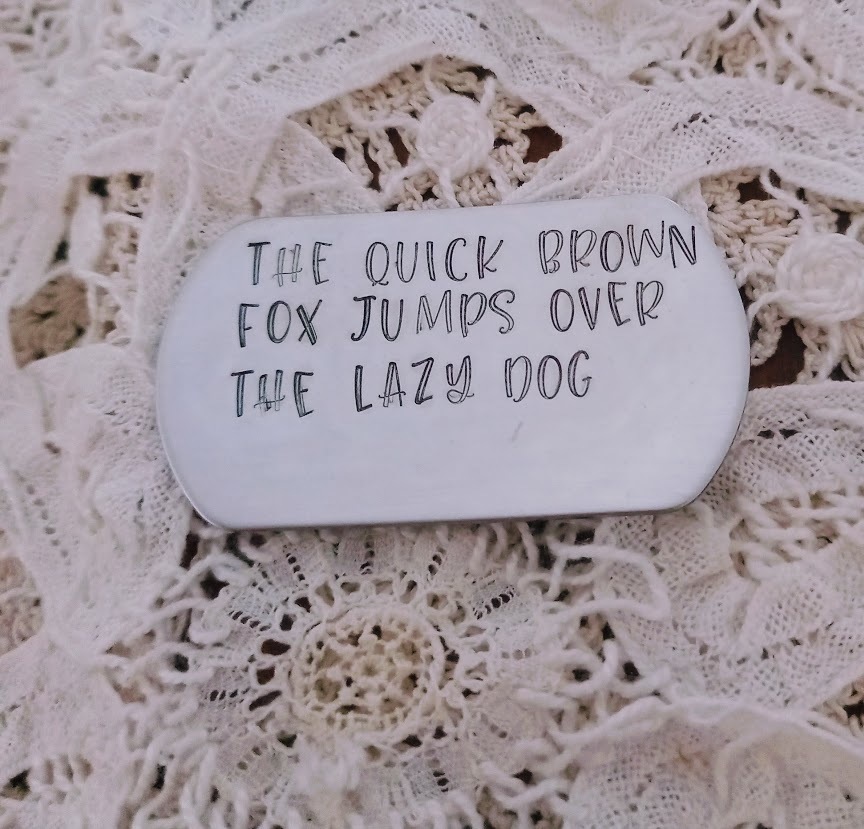 THE QUICK BROWN
FOX JUMPS OVER
THE LAZY DOG